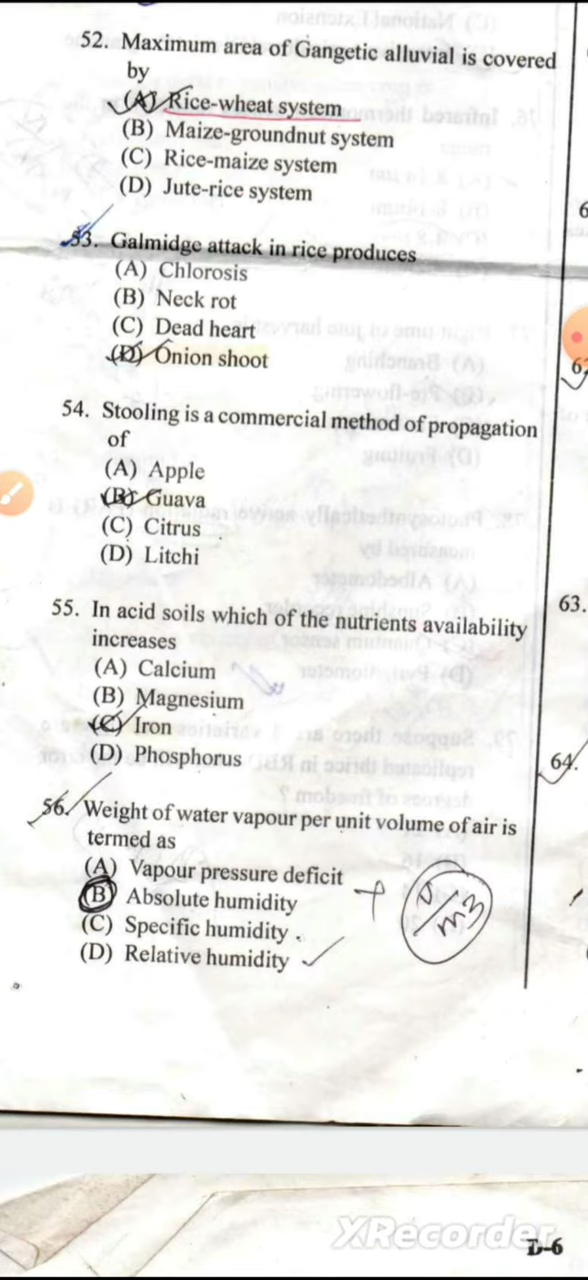 52. Maximum area of Gangetic alluvial is covered
by
(A) Rice-wheat system
(B) Maize-groundnut system
(C) Rice-maize system
(D) Jute-rice system
53. Galmidge attack in rice produces
(A) Chlorosis
(B) Neck rot
(C) Dead heart
(D) Onion shoot
54. Stooling is a commercial method of propagation
of
(A) Apple
(B) Guava
(C) Citrus
(D) Litchi
55. In acid soils which of the nutrients availability
increases
(A) Calcium
(B) Magnesium
(C) Iron
(D) Phosphorus
56. Weight of water vapour per unit volume of air is
termed as
(A) Vapour pressure deficit
(B) Absolute humidity
(C) Specific humidity
(D) Relative humidity
m3
63.
64.
XRecorder
D-6